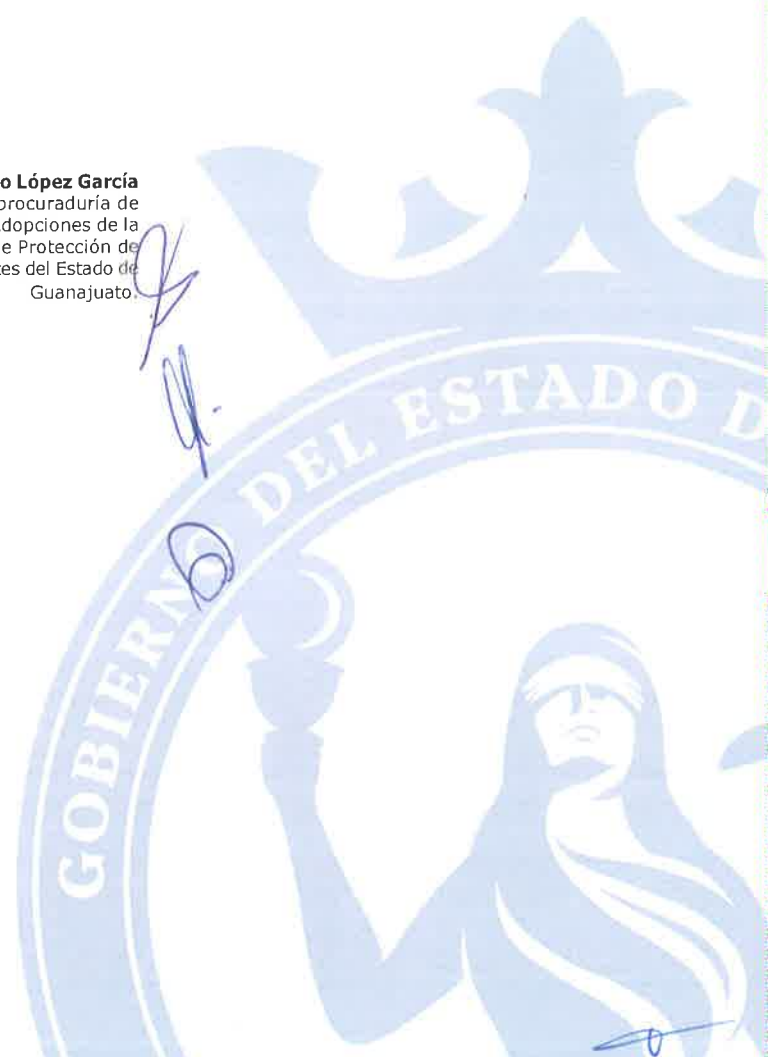 o López García
procuraduría de
dopciones de la
e Protección de
es del Estado de
Guanajuato.
GOBIERNO DEL ESTADO D